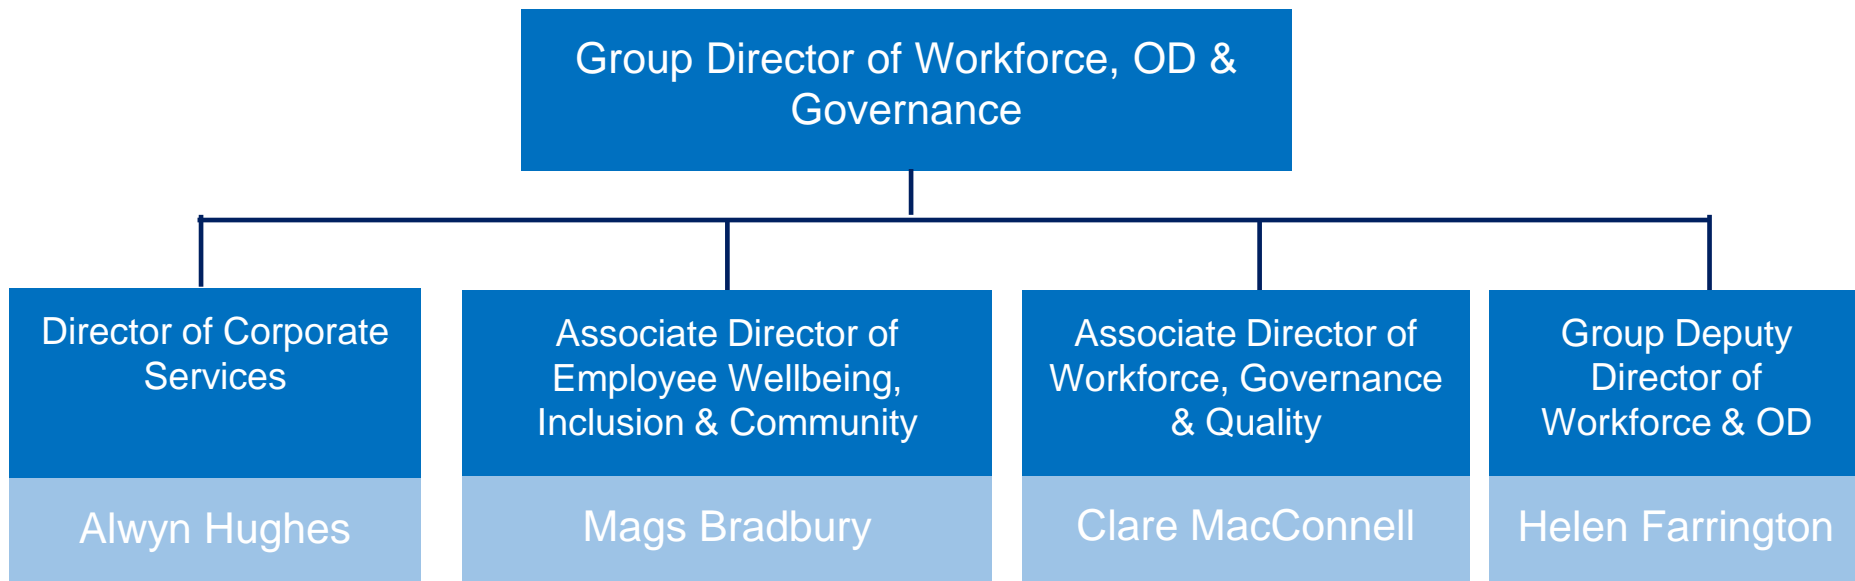 Group Director of Workforce, OD &
Governance
Director of Corporate
Services
Alwyn Hughes
Associate Director of
Employee Wellbeing,
Inclusion & Community
Mags Bradbury
Associate Director of
Workforce, Governance
& Quality
Clare MacConnell
Group Deputy
Director of
Workforce & OD
Helen Farrington